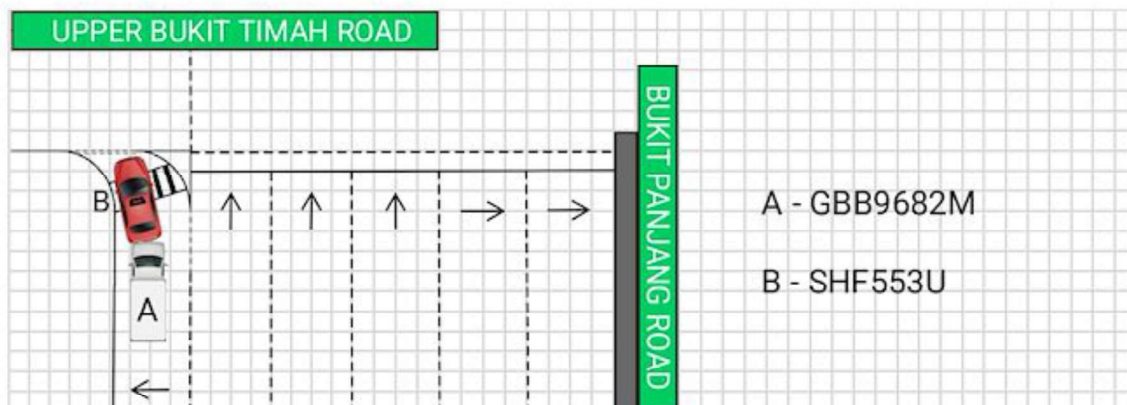 UPPER BUKIT TIMAH ROAD
BUKIT PANJANG ROAD
B
A - GBB9682M
B - SHF553U
A